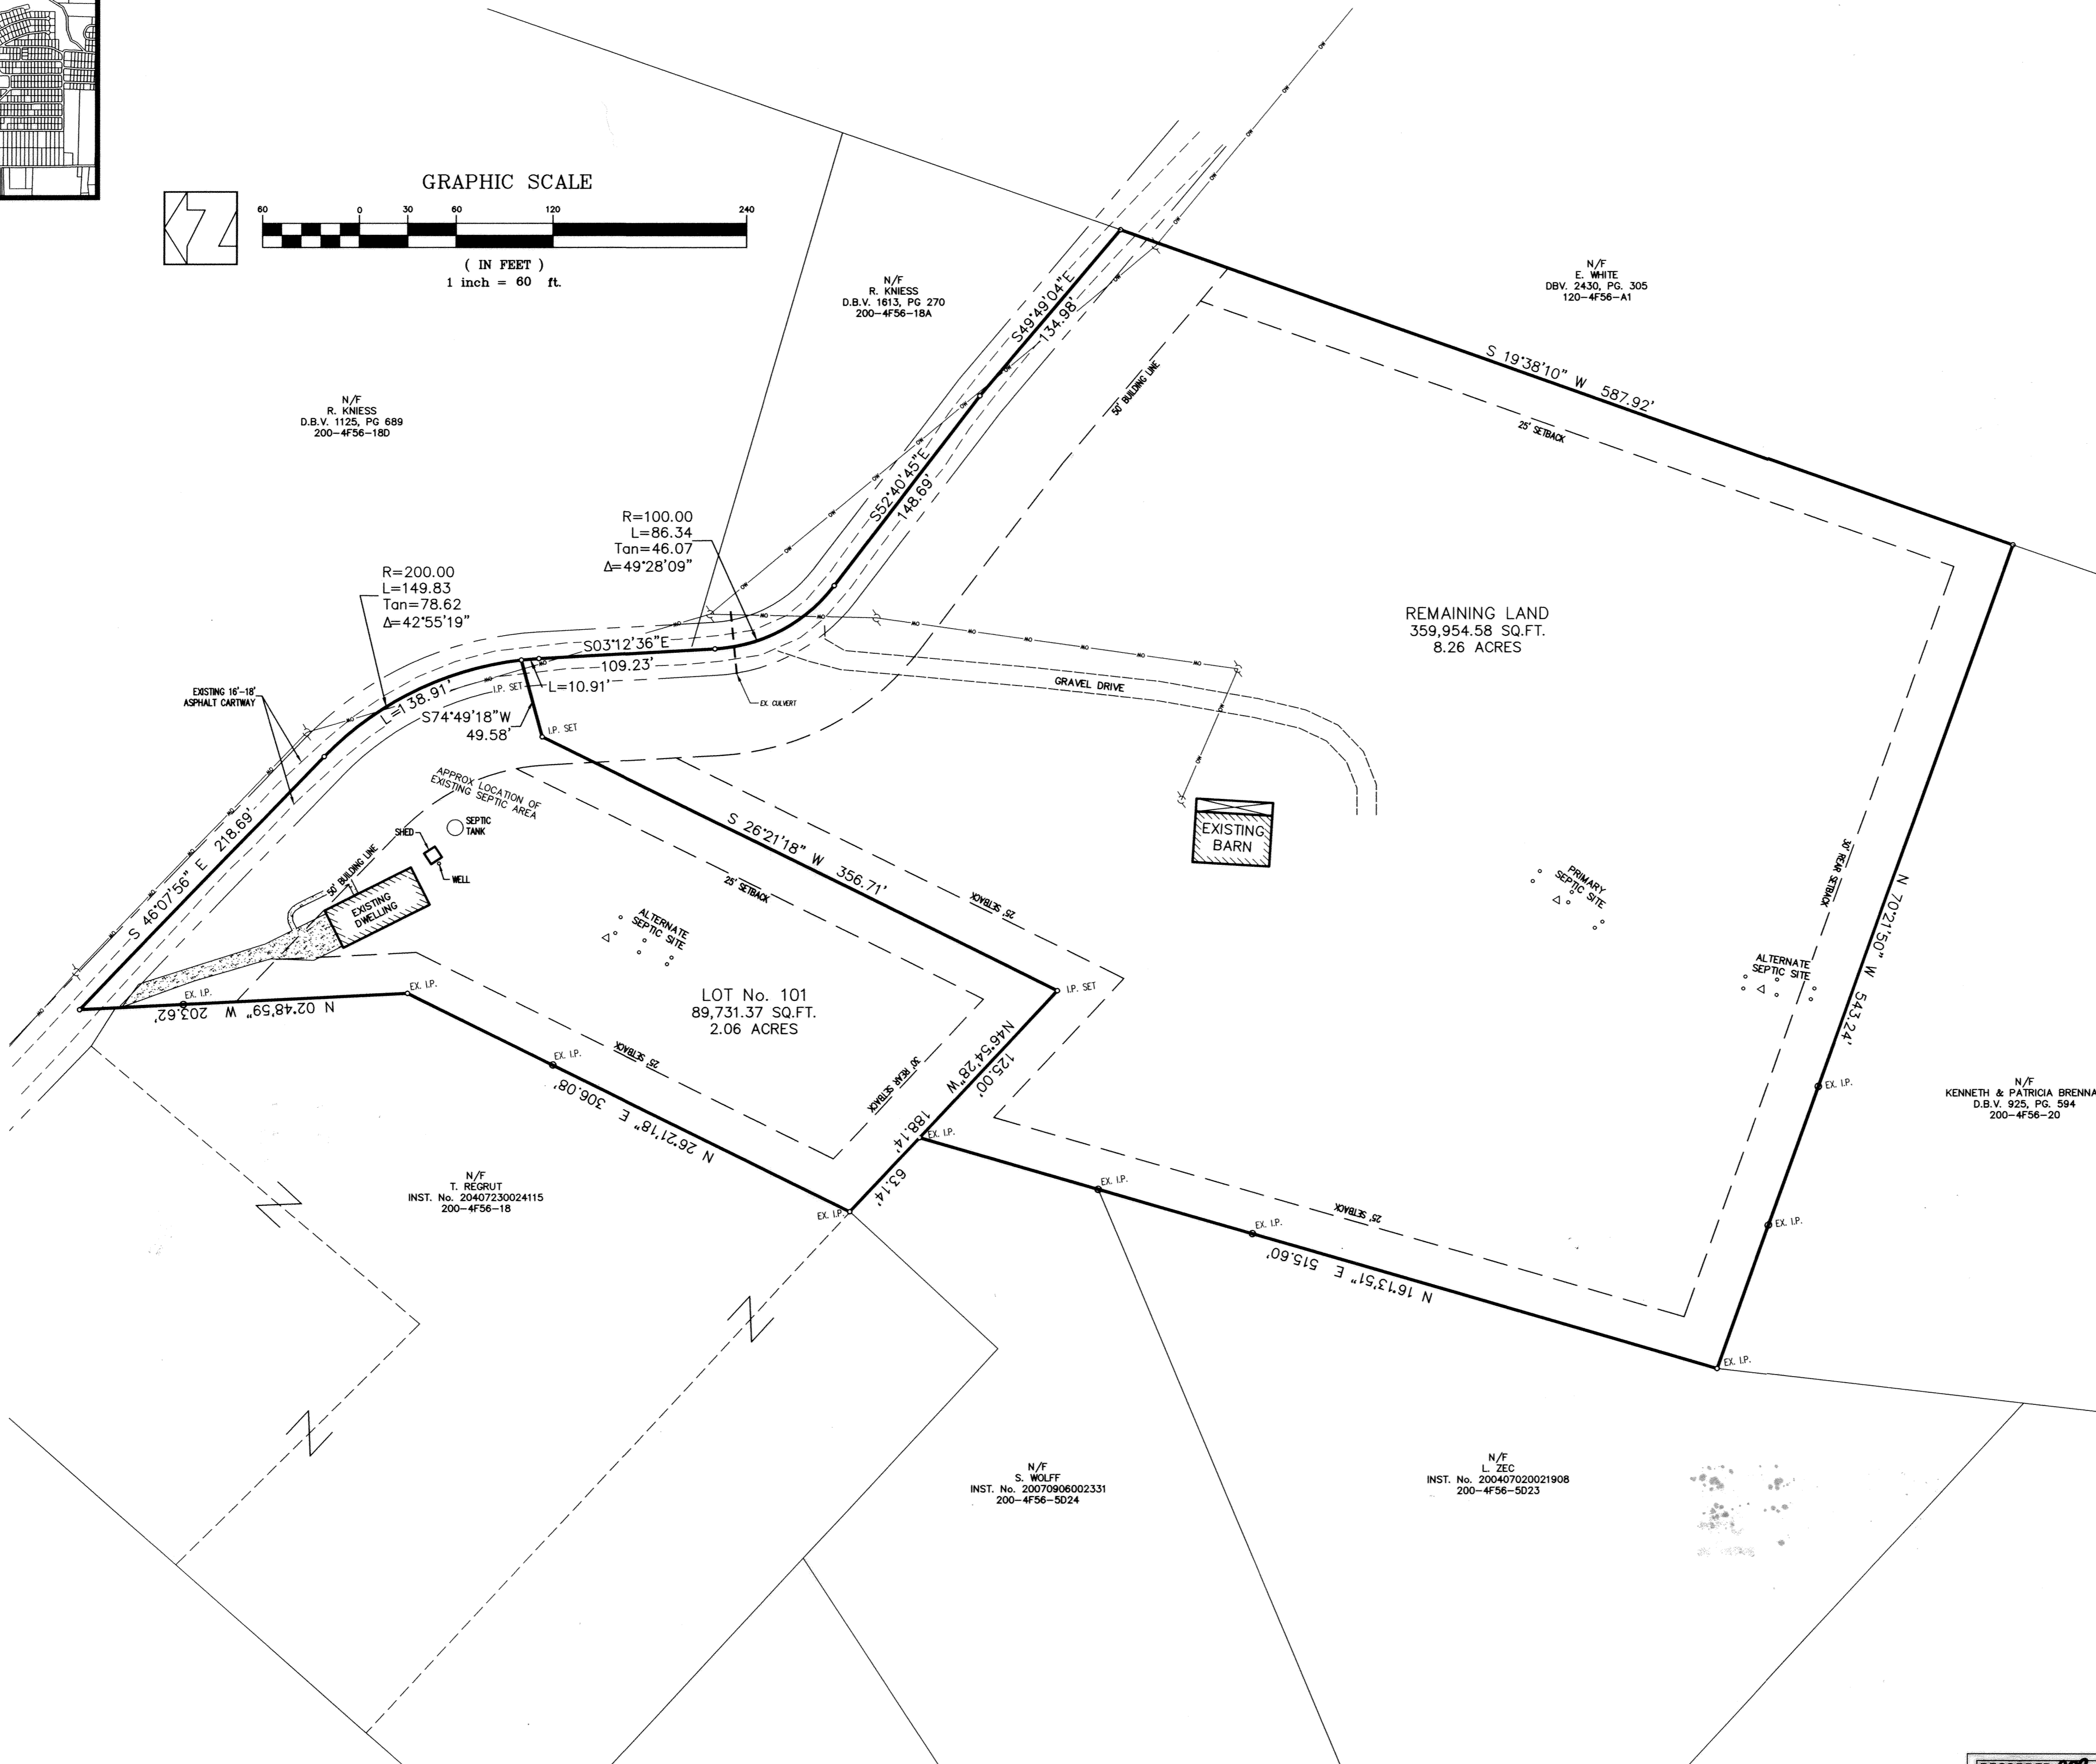 GRAPHIC SCALE
60 0 30 60 120 240
( IN FEET )
1 inch = 60 ft.
N/F
R. KNIESS
D.B.V. 1613, PG 270
200-4F56-18A
N/F
E. WHITE
DBV. 2430, PG. 305
120-4F56-A1
S49°49'04"E
134.98'
50' BUILDING LINE
S 19°38'10" W 587.92'
25' SETBACK
N/F
R. KNIESS
D.B.V. 1125, PG 689
200-4F56-18D
S52°40'45"E
148.69'
R=100.00
L=86.34
Tan=46.07
Δ=49°28'09"
R=200.00
L=149.83
Tan=78.62
Δ=42°55'19"
REMAINING LAND
359,954.58 SQ.FT.
8.26 ACRES
S03°12'36"E
109.23'
L=10.91'
I.P. SET
L=138.91'
EXISTING 16'-18'
ASPHALT CARTWAY
EX. CULVERT
GRAVEL DRIVE
S74°49'18"W
49.58'
I.P. SET
APPROX LOCATION OF
EXISTING SEPTIC AREA
SEPTIC
TANK
SHED
WELL
50' BUILDING LINE
EXISTING
DWELLING
S 46°07'56" E 218.69'
S 26°21'18" W 356.71'
25' SETBACK
25' SETBACK
EXISTING
BARN
PRIMARY
SEPTIC SITE
30' REAR SETBACK
N 70°21'50" W 543.24'
ALTERNATE
SEPTIC SITE
ALTERNATE
SEPTIC SITE
LOT No. 101
89,731.37 SQ.FT.
2.06 ACRES
I.P. SET
EX. I.P.
EX. I.P.
N 02°48'59" W 203.62'
EX. I.P.
25' SETBACK
30' REAR SETBACK
N46°54'28"W
125.00'
188.14'
EX. I.P.
63.14'
N 26°21'18" E 306.08'
EX. I.P.
EX. I.P.
EX. I.P.
25' SETBACK
N 16°13'51" E 515.60'
EX. I.P.
EX. I.P.
EX. I.P.
N/F
KENNETH & PATRICIA BRENNA
D.B.V. 925, PG. 594
200-4F56-20
N/F
T. REGRUT
INST. No. 20407230024115
200-4F56-18
N/F
S. WOLFF
INST. No. 20070906002331
200-4F56-5D24
N/F
L. ZEC
INST. No. 200407020021908
200-4F56-5D23
OW